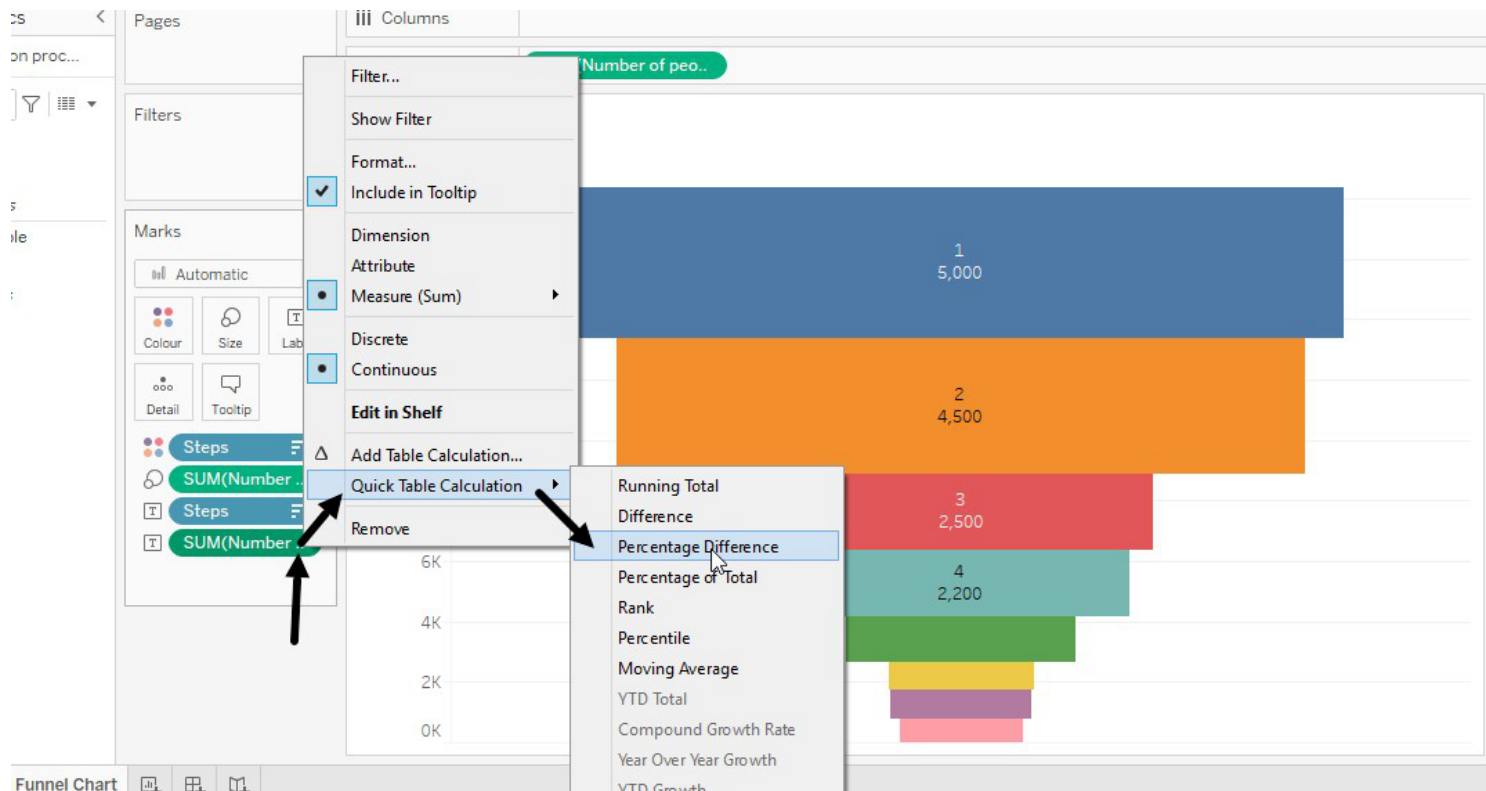 cs
Pages
Columns
on proc...
Number of peo..
Filters
ble
Marks
Automatic
Colour
Size
Lab
Detail
Tooltip
Steps
SUM(Number ..
Steps
SUM(Number ..
Filter...
Show Filter
Format...
Include in Tooltip
Dimension
Attribute
Measure (Sum)
Discrete
Continuous
Edit in Shelf
Add Table Calculation...
Quick Table Calculation
Remove
Running Total
Difference
Percentage Difference
Percentage of Total
Rank
Percentile
Moving Average
YTD Total
Compound Growth Rate
Year Over Year Growth
YTD Growth
1
5,000
2
4,500
3
2,500
4
2,200
6K
4K
2K
0K
Funnel Chart